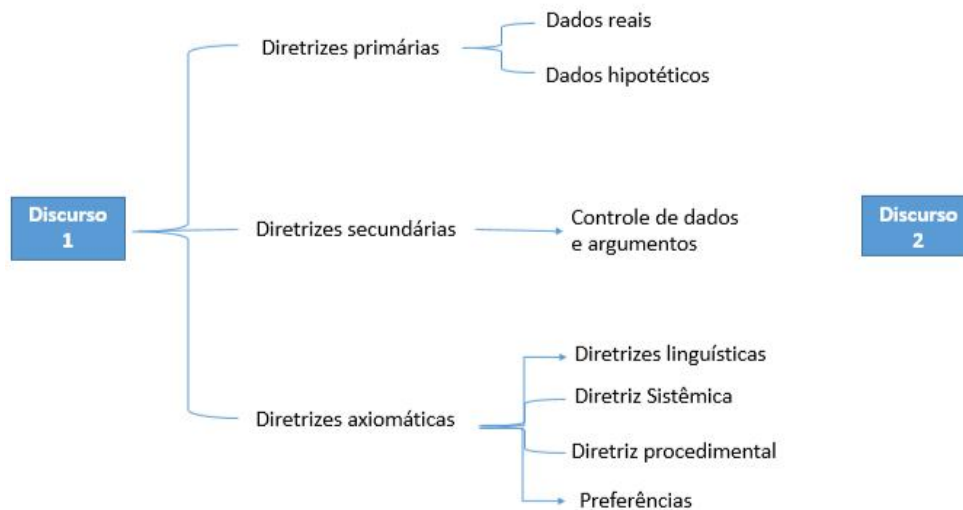 Dados reais
Diretrizes primárias
Dados hipotéticos
Discurso
1
Diretrizes secundárias
Controle de dados
e argumentos
Discurso
2
Diretrizes linguísticas
Diretriz Sistêmica
Diretrizes axiomáticas
Diretriz procedimental
Preferências